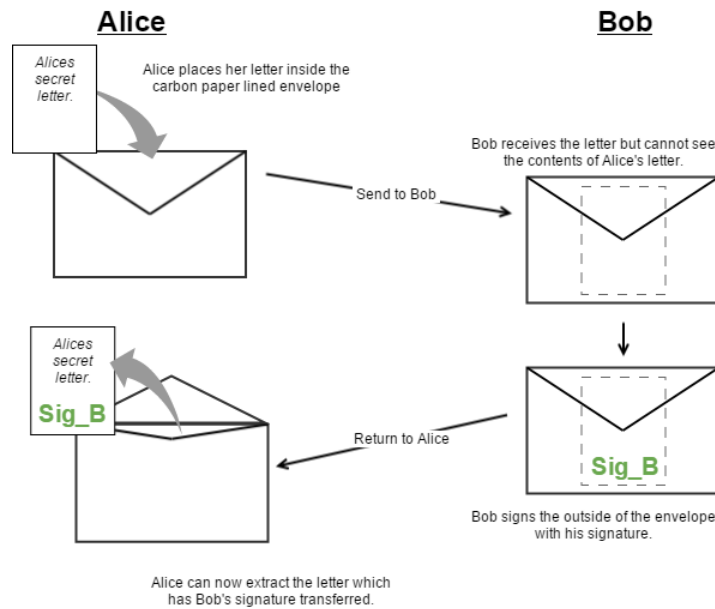 Alice
Bob
Alices
secret
letter.
Alice places her letter inside the
carbon paper lined envelope
Send to Bob
Bob receives the letter but cannot see
the contents of Alice's letter.
Alices
secret
letter.
Sig_B
Return to Alice
Sig_B
Bob signs the outside of the envelope
with his signature.
Alice can now extract the letter which
has Bob's signature transferred.